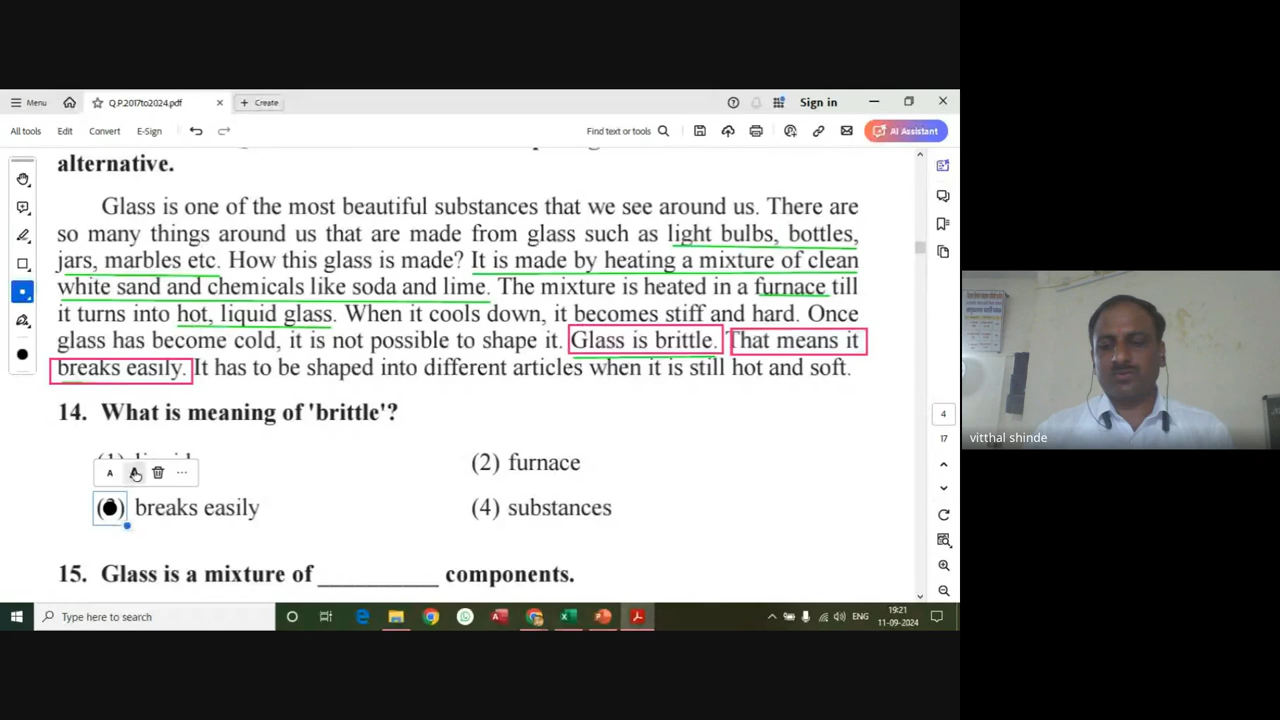 Menu
Q.P.2017to2024.pdf
Create
Sign in
All tools Edit Convert E-Sign
Find text or tools
AI Assistant
alternative.
Glass is one of the most beautiful substances that we see around us. There are
so many things around us that are made from glass such as light bulbs, bottles,
jars, marbles etc. How this glass is made? It is made by heating a mixture of clean
white sand and chemicals like soda and lime. The mixture is heated in a furnace till
it turns into hot, liquid glass. When it cools down, it becomes stiff and hard. Once
glass has become cold, it is not possible to shape it. Glass is brittle. That means it
breaks easily. It has to be shaped into different articles when it is still hot and soft.
14. What is meaning of 'brittle'?
(2) furnace
breaks easily
(4) substances
15. Glass is a mixture of __________ components.
4
17
vitthal shinde
Type here to search
ENG
19:21
11-09-2024